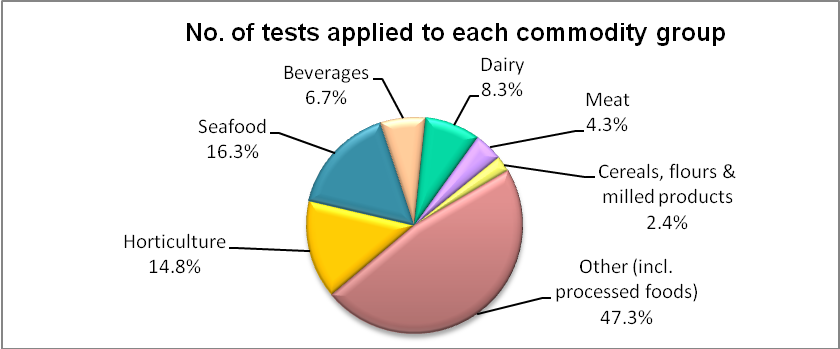 No. of tests applied to each commodity group
Dairy
8.3%
Meat
4.3%
Cereals, flours &
milled products
2.4%
Other (incl.
processed foods)
47.3%
Horticulture
14.8%
Seafood
16.3%
Beverages
6.7%